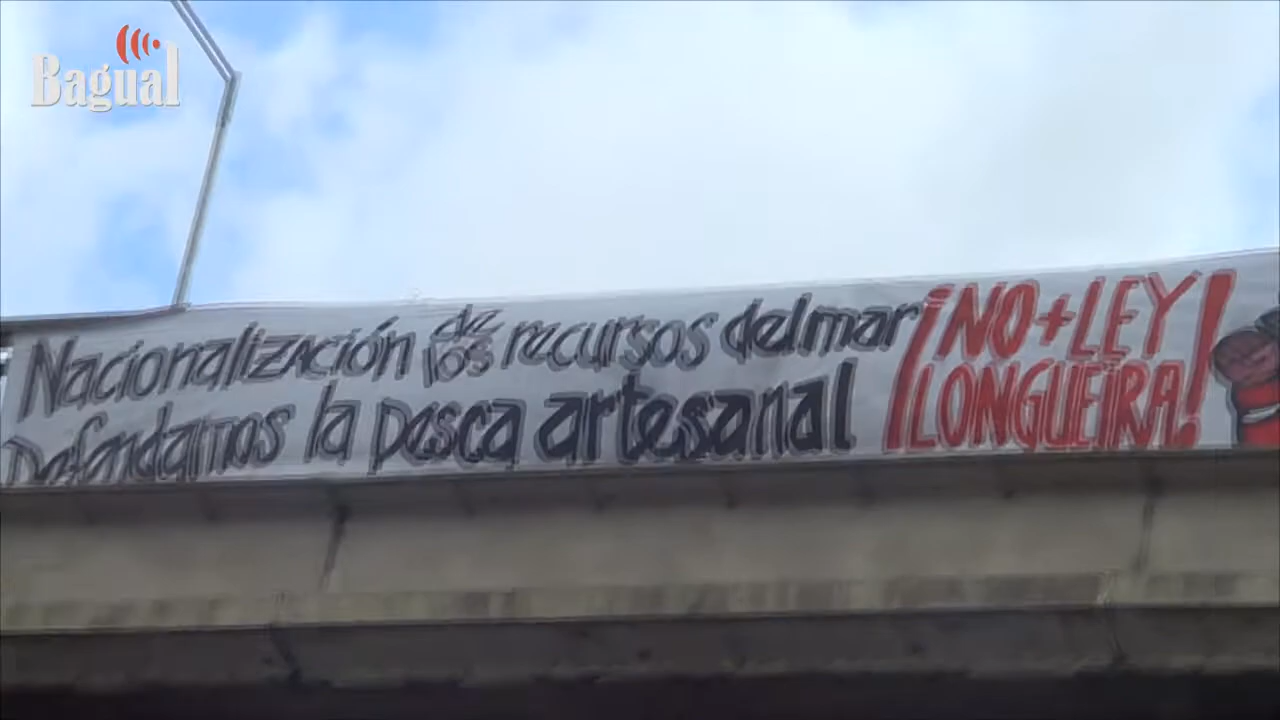 Bagual
Nacionalización de los recursos del mar
Defendamos la pesca artesanal
¡NO+LEY
LONGUEIRA!